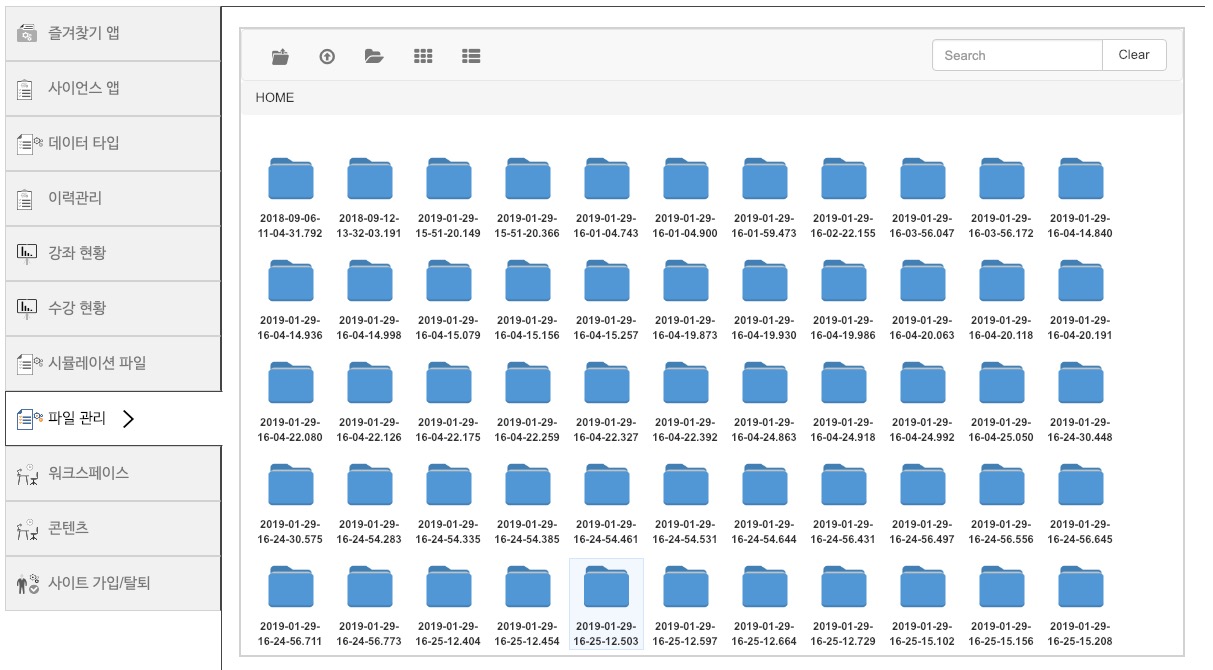 즐겨찾기 앱
사이언스 앱
데이터 타입
이력관리
강좌 현황
수강 현황
시뮬레이션 파일
파일 관리
워크스페이스
콘텐츠
사이트 가입/탈퇴
Search Clear
HOME
2018-09-06- 2018-09-12- 2019-01-29- 2019-01-29- 2019-01-29- 2019-01-29- 2019-01-29- 2019-01-29- 2019-01-29- 2019-01-29- 2019-01-29-
11-04-31.792 13-32-03.191 15-51-20.149 15-51-20.366 16-01-04.743 16-01-04.900 16-01-59.473 16-02-22.155 16-03-56.047 16-03-56.172 16-04-14.840
2019-01-29- 2019-01-29- 2019-01-29- 2019-01-29- 2019-01-29- 2019-01-29- 2019-01-29- 2019-01-29- 2019-01-29- 2019-01-29- 2019-01-29-
16-04-14.936 16-04-14.998 16-04-15.079 16-04-15.156 16-04-15.257 16-04-19.873 16-04-19.930 16-04-19.986 16-04-20.063 16-04-20.118 16-04-20.191
2019-01-29- 2019-01-29- 2019-01-29- 2019-01-29- 2019-01-29- 2019-01-29- 2019-01-29- 2019-01-29- 2019-01-29- 2019-01-29- 2019-01-29-
16-04-22.080 16-04-22.126 16-04-22.175 16-04-22.259 16-04-22.327 16-04-22.392 16-04-24.863 16-04-24.918 16-04-24.992 16-04-25.050 16-24-30.448
2019-01-29- 2019-01-29- 2019-01-29- 2019-01-29- 2019-01-29- 2019-01-29- 2019-01-29- 2019-01-29- 2019-01-29- 2019-01-29- 2019-01-29-
16-24-30.575 16-24-54.283 16-24-54.335 16-24-54.385 16-24-54.461 16-24-54.531 16-24-54.644 16-24-56.431 16-24-56.497 16-24-56.556 16-24-56.645
2019-01-29- 2019-01-29- 2019-01-29- 2019-01-29- 2019-01-29- 2019-01-29- 2019-01-29- 2019-01-29- 2019-01-29- 2019-01-29- 2019-01-29-
16-24-56.711 16-24-56.773 16-25-12.404 16-25-12.454 16-25-12.503 16-25-12.597 16-25-12.664 16-25-12.729 16-25-15.102 16-25-15.156 16-25-15.208